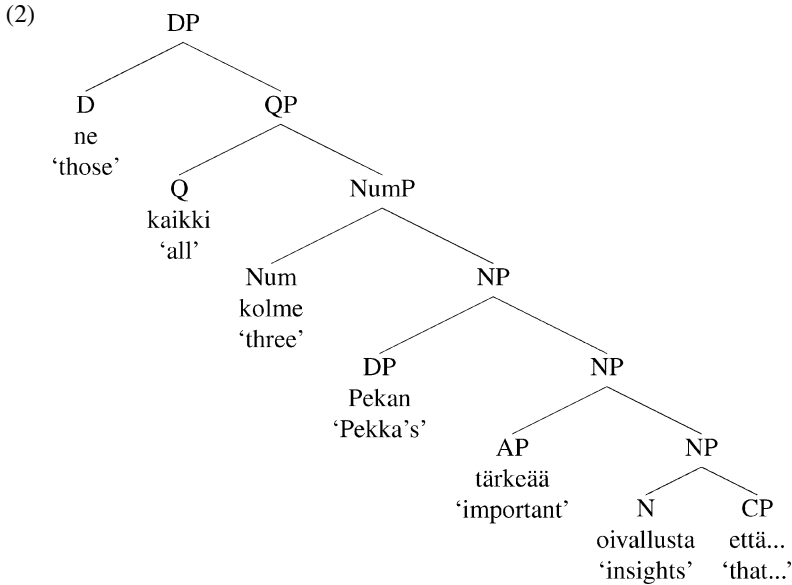 (2)
DP
D
QP
ne
‘those’
Q
NumP
kaikki
‘all’
Num
NP
kolme
‘three’
DP
NP
Pekan
‘Pekka’s’
AP
NP
tärkeää
‘important’
N
CP
oivallusta
että...
‘insights’
‘that...’